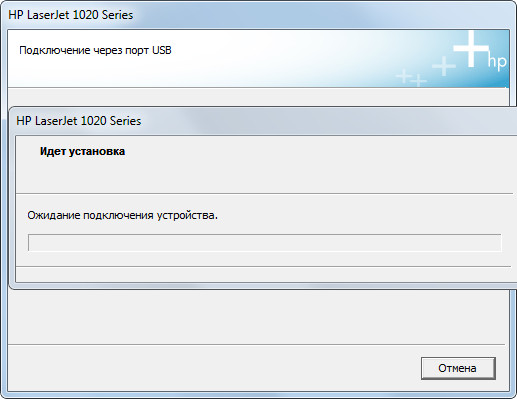 HP LaserJet 1020 Series
Подключение через порт USB
hp
HP LaserJet 1020 Series
Идет установка
Ожидание подключения устройства.
Отмена